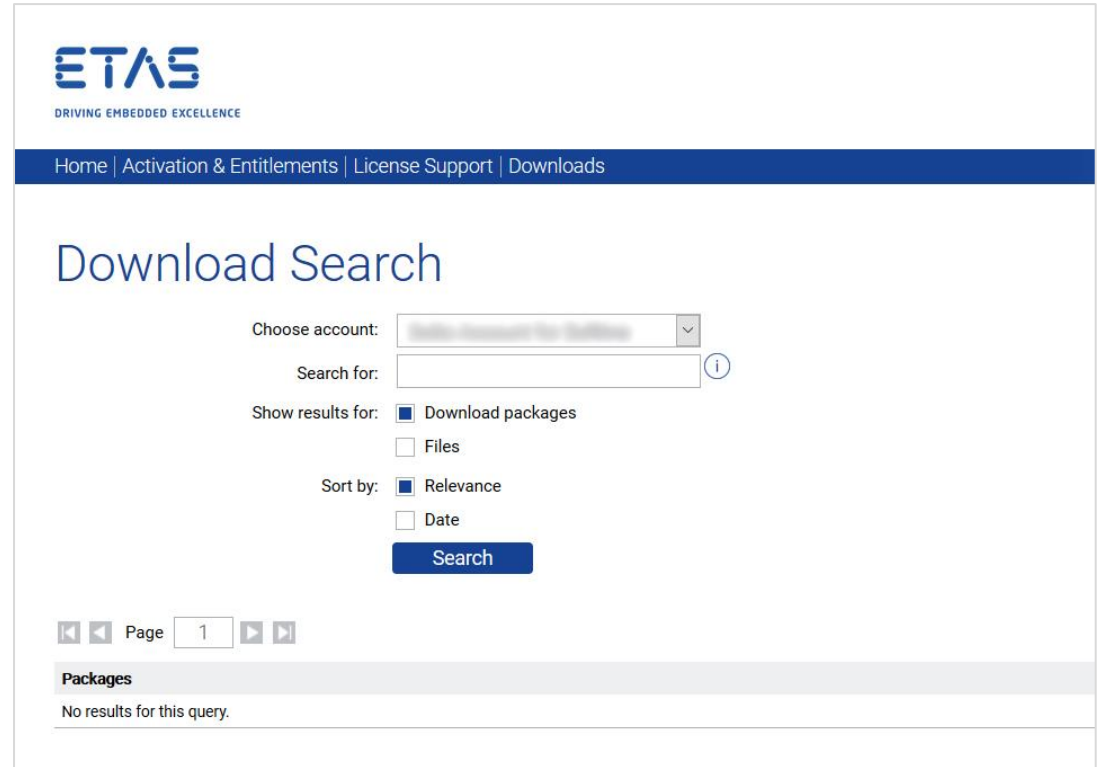 ETAS
DRIVING EMBEDDED EXCELLENCE
Home | Activation & Entitlements | License Support | Downloads
Download Search
Choose account:
Search for:
i
Show results for: Download packages
Files
Sort by: Relevance
Date
Search
Page 1
Packages
No results for this query.